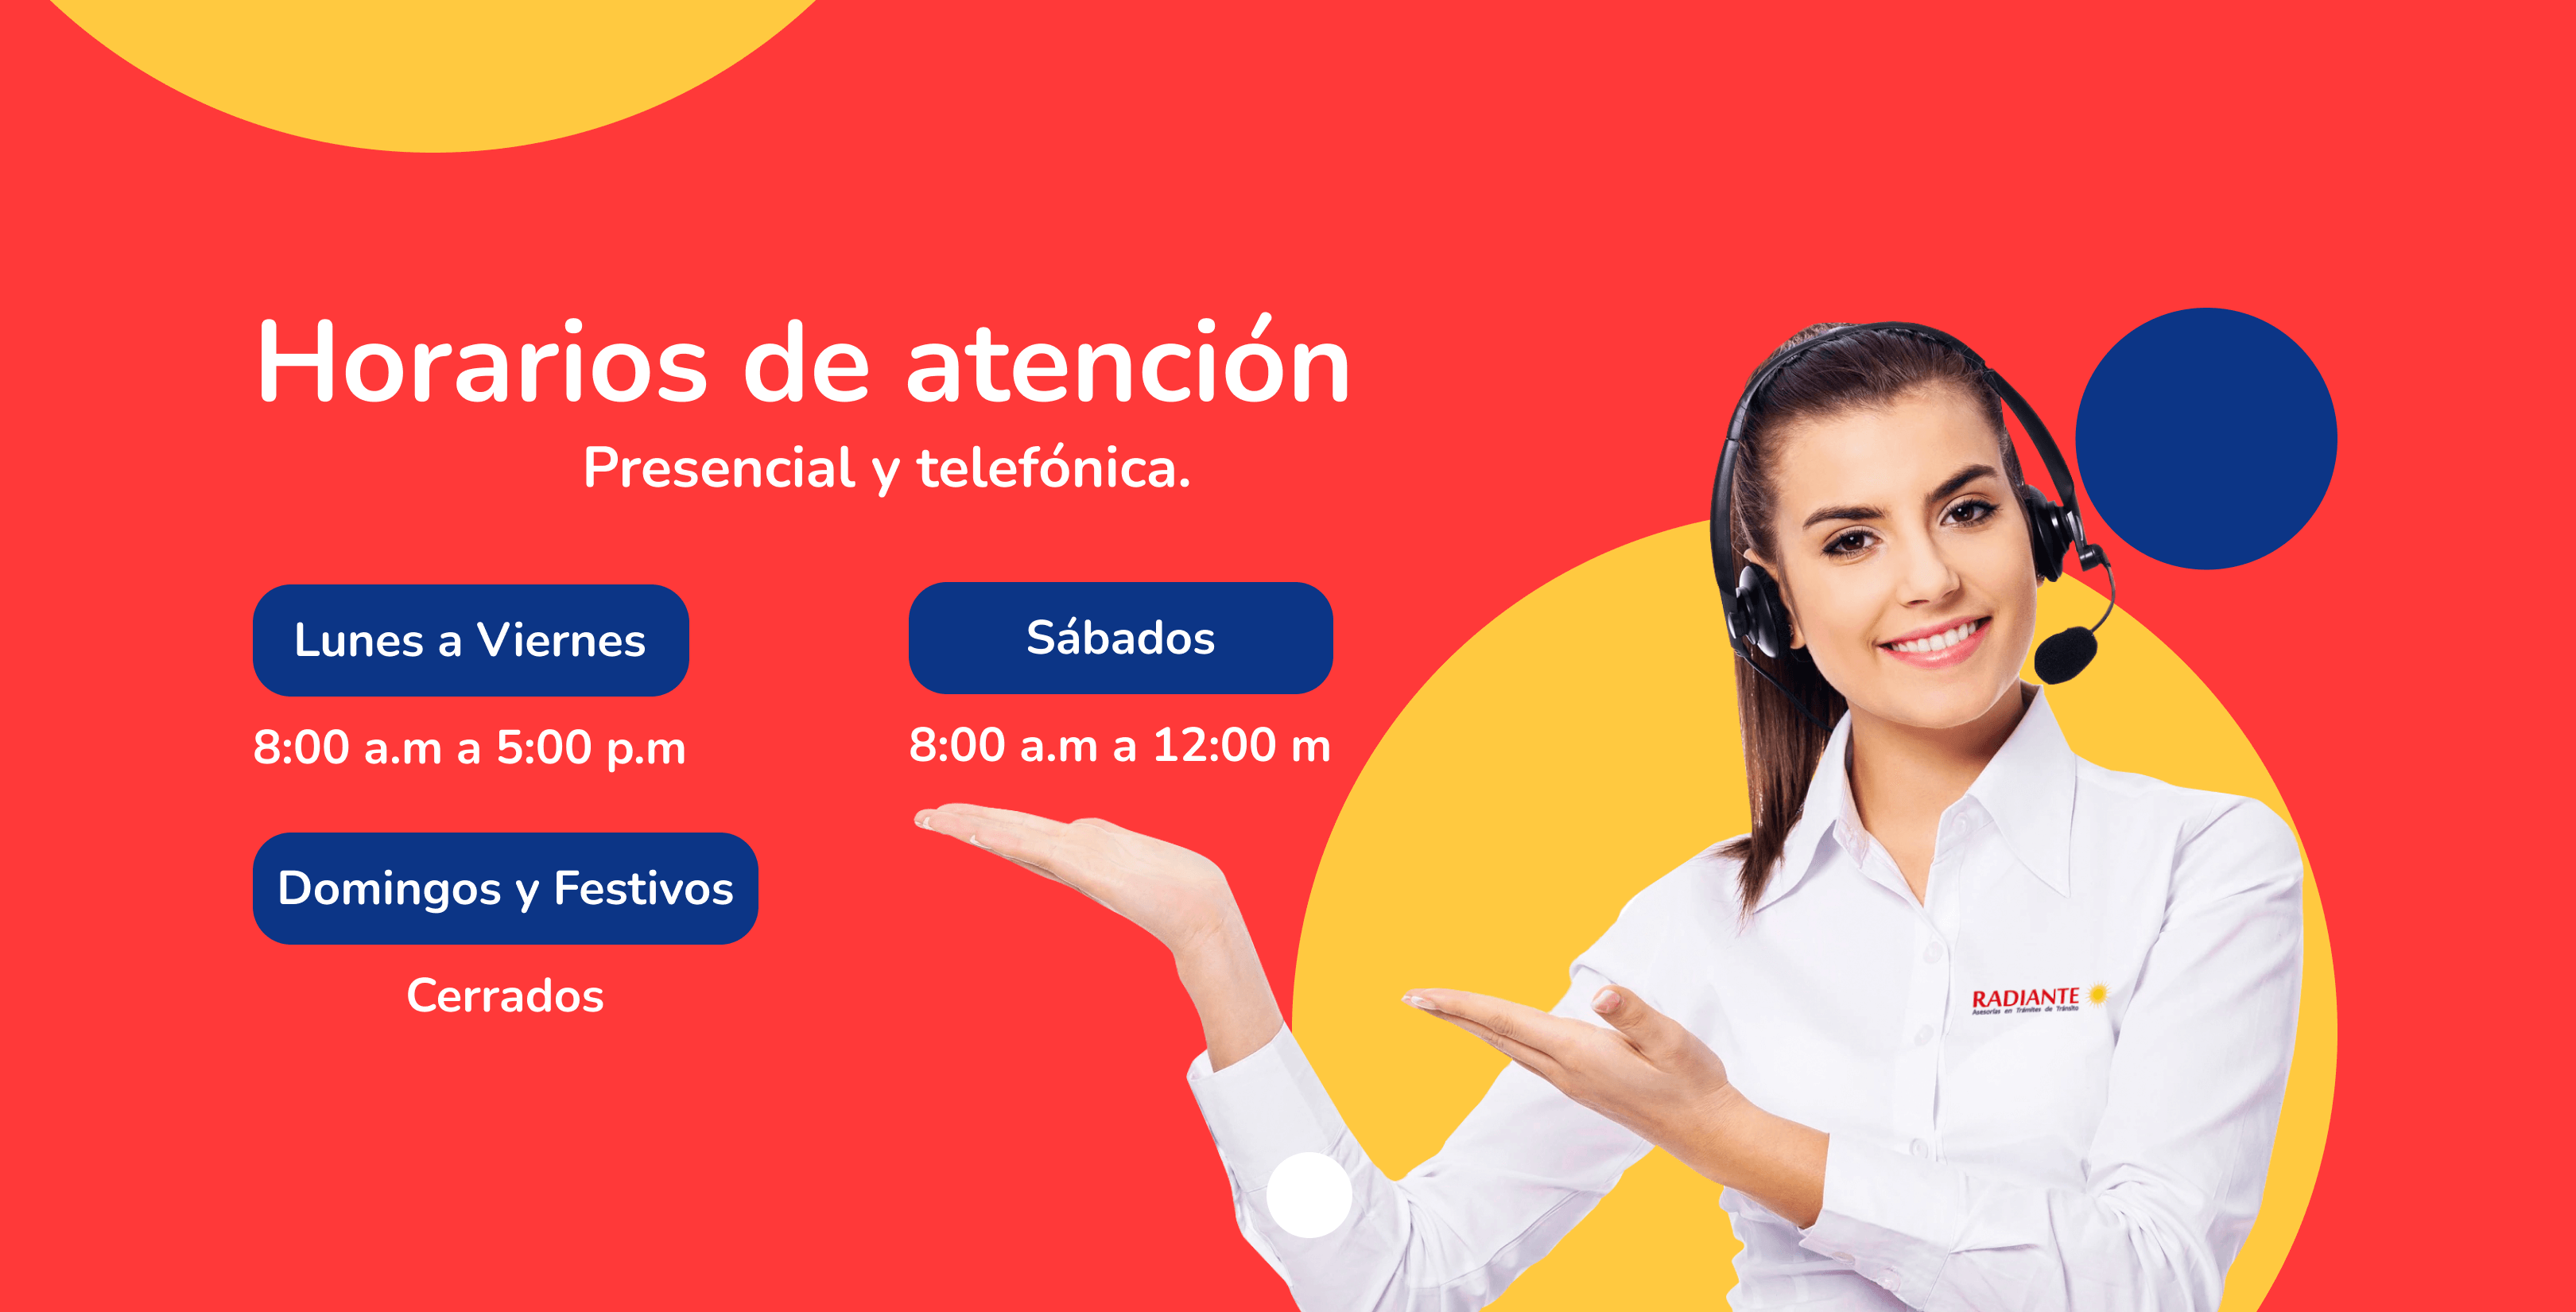 Horarios de atención
Presencial y telefónica.
Lunes a Viernes
8:00 a.m a 5:00 p.m
Sábados
8:00 a.m a 12:00 m
Domingos y Festivos
Cerrados
RADIANTE
Asesorías en Trámites de Tránsito